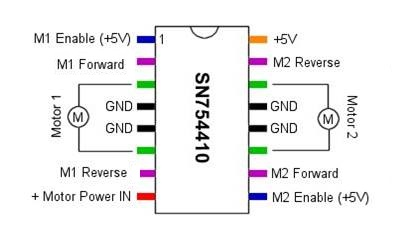 M1 Enable (+5V)
1
+5V
M1 Forward
M2 Reverse
Motor 1
M
GND
GND
SN754410
GND
GND
M
Motor 2
M1 Reverse
M2 Forward
+ Motor Power IN
M2 Enable (+5V)